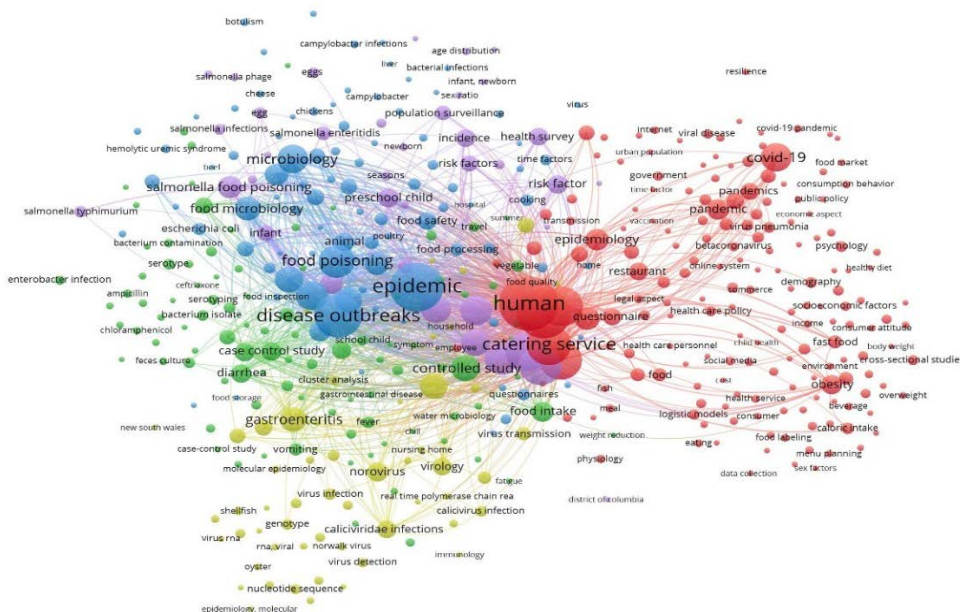 botulism
campylobacter infections
age distribution
salmonella phage
eggs
liver
bacterial infections
resilience
cheese
infant, newborn
egg
chickens
campylobacter
sex ratio
virus
population surveillance
salmonella infections
salmonella enteritidis
incidence
health survey
internet
viral disease
covid-19 pandemic
hemolytic uremic syndrome
newborn
urban population
microbiology
risk factors
time factors
covid-19
food market
beef
seasons
government
salmonella food poisoning
preschool child
risk factor
time factor
pandemics
consumption behavior
hospital
cooking
public policy
salmonella typhimurium
food microbiology
summer
pandemic
economic aspect
escherichia coli
food safety
travel
transmission
vaccination
virus pneumonia
infant
animal
poultry
epidemiology
bacterium contamination
food processing
betacoronavirus
psychology
serotype
food poisoning
vegetable
home
online system
healthy diet
enterobacter infection
food quality
restaurant
demography
ampicillin
ceftriaxone
epidemic
commerce
serotyping
food inspection
human
legal aspect
socioeconomic factors
bacterium isolate
disease outbreaks
questionnaire
health care policy
income
consumer attitude
chloramphenicol
household
school child
symptom
employee
catering service
health care personnel
child health
fast food
body weight
feces culture
case control study
cross-sectional studie
diarrhea
controlled study
food
social media
environment
cluster analysis
cost
obesity
overweight
food storage
gastrointestinal disease
questionnaires
fish
health service
beverage
gastroenteritis
water microbiology
food intake
meal
logistic models
consumer
caloric intake
new south wales
fever
chill
virus transmission
weight reduction
food labeling
case-control study
vomiting
nursing home
eating
menu planning
molecular epidemiology
norovirus
virology
physiology
data collection
sex factors
fatigue
virus infection
real time polymerase chain rea
shellfish
calicivirus infection
district of columbia
genotype
caliciviridae infections
virus rna
rna, viral
norwalk virus
immunology
oyster
virus detection
nucleotide sequence
epidemiology, molecular